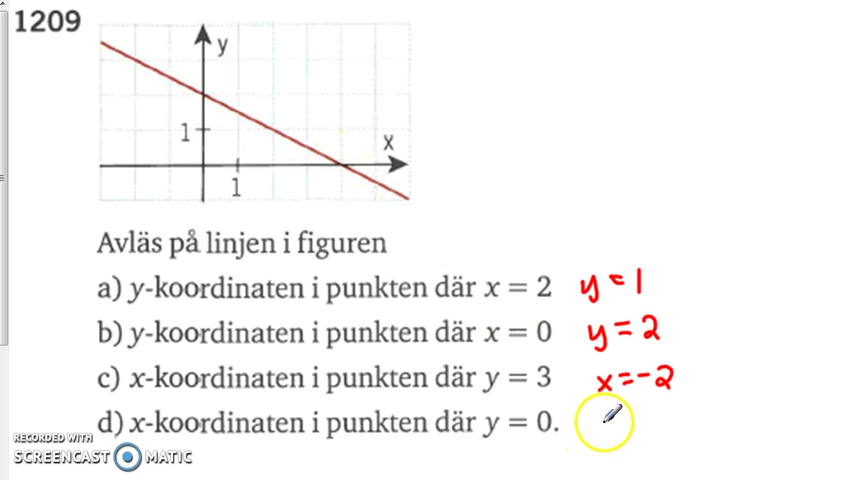 1209
y
1
x
1
Avläs på linjen i figuren
a) y-koordinaten i punkten där x = 2 y = 1
b) y-koordinaten i punkten där x = 0 y = 2
c) x-koordinaten i punkten där y = 3 x = -2
d) x-koordinaten i punkten där y = 0.
RECORDED WITH
SCREENCAST MATIC